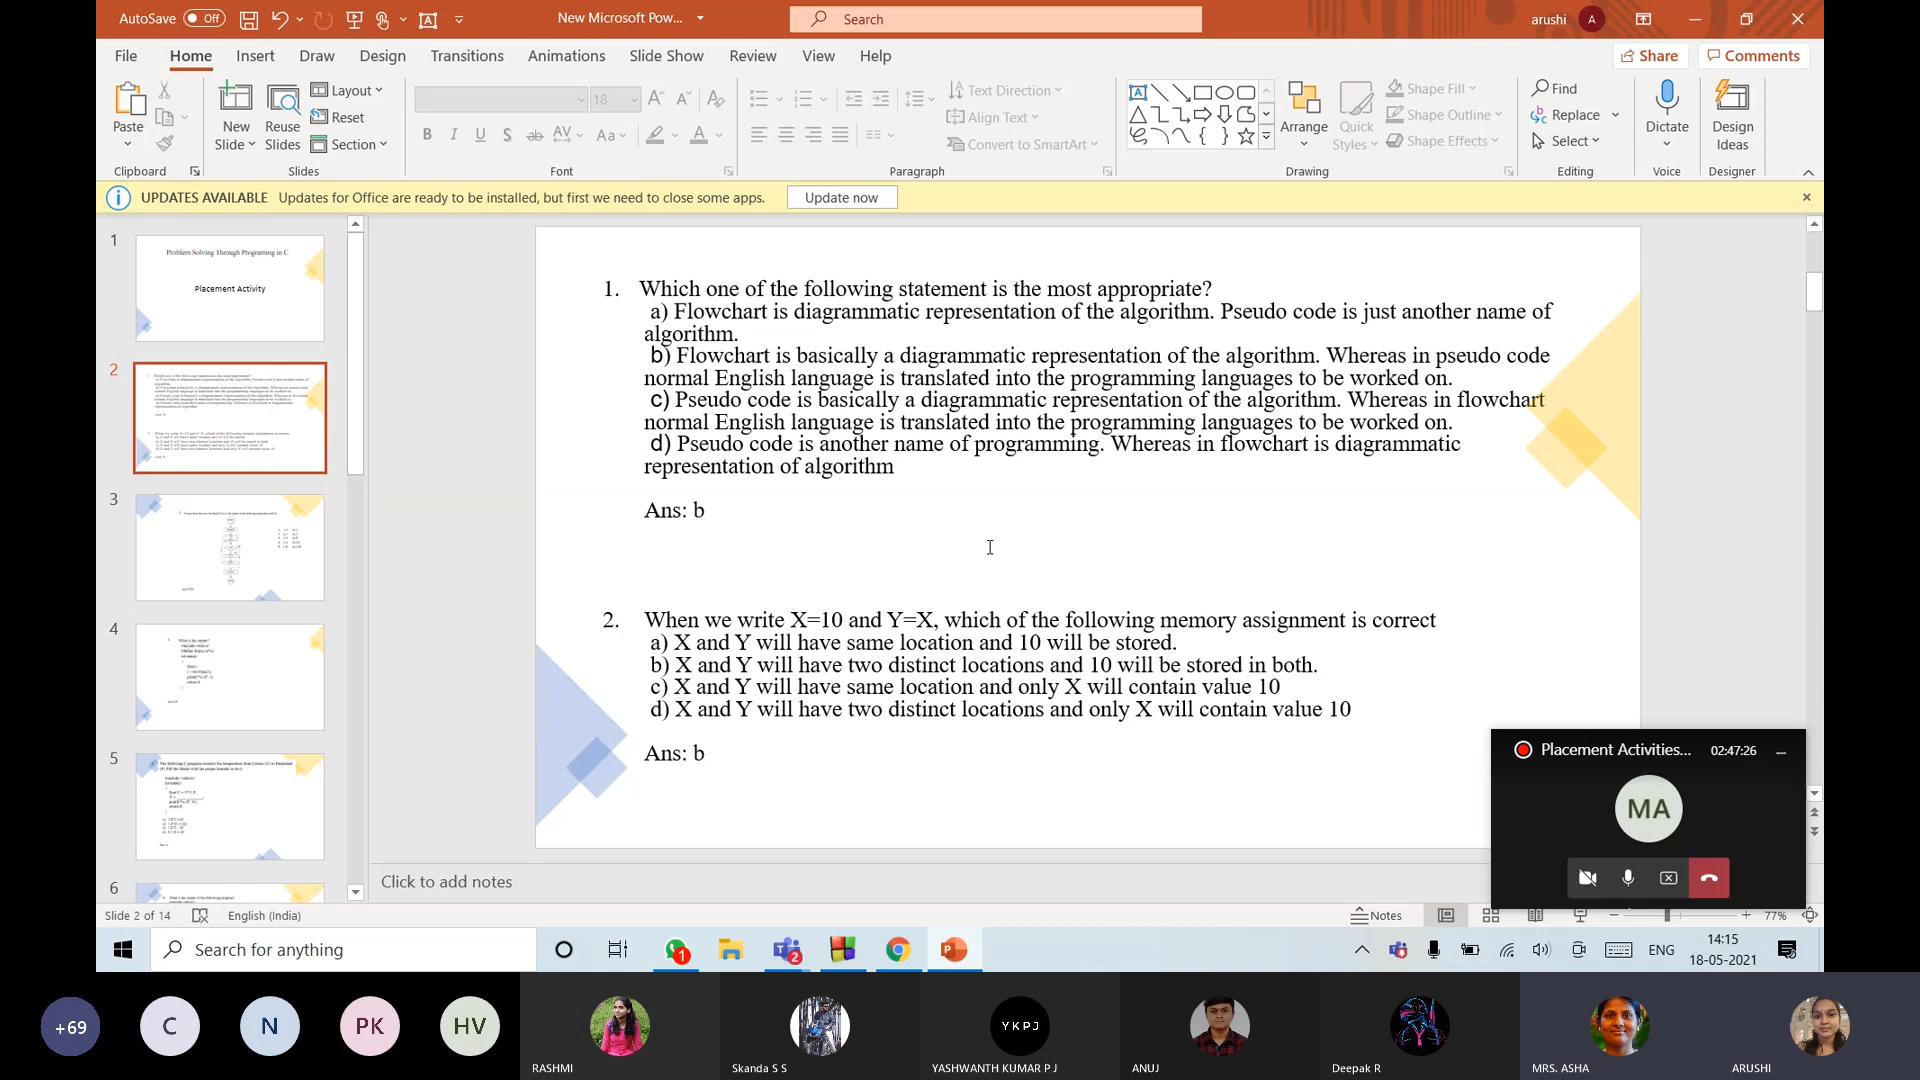 AutoSave Off New Microsoft Pow... Search arushi A
File Home Insert Draw Design Transitions Animations Slide Show Review View Help Share Comments
Paste New Slide Reuse Slides Layout Reset Section 18 Text Direction Align Text Convert to SmartArt Arrange Quick Styles Shape Fill Shape Outline Shape Effects Find Replace Select Dictate Design Ideas
Clipboard Slides Font Paragraph Drawing Editing Voice Designer
UPDATES AVAILABLE Updates for Office are ready to be installed, but first we need to close some apps. Update now
1
Problem Solving Through Programing in C
Placement Activity
2
3
4
5
6
1. Which one of the following statement is the most appropriate?
a) Flowchart is diagrammatic representation of the algorithm. Pseudo code is just another name of
algorithm.
b) Flowchart is basically a diagrammatic representation of the algorithm. Whereas in pseudo code
normal English language is translated into the programming languages to be worked on.
c) Pseudo code is basically a diagrammatic representation of the algorithm. Whereas in flowchart
normal English language is translated into the programming languages to be worked on.
d) Pseudo code is another name of programming. Whereas in flowchart is diagrammatic
representation of algorithm
Ans: b
2. When we write X=10 and Y=X, which of the following memory assignment is correct
a) X and Y will have same location and 10 will be stored.
b) X and Y will have two distinct locations and 10 will be stored in both.
c) X and Y will have same location and only X will contain value 10
d) X and Y will have two distinct locations and only X will contain value 10
Ans: b
Placement Activities... 02:47:26
MA
Click to add notes
Slide 2 of 14 English (India) Notes 77%
Search for anything 1 2 ENG 14:15
18-05-2021
+69 C N PK HV YKPJ
RASHMI Skanda S S YASHWANTH KUMAR P J ANUJ Deepak R MRS. ASHA ARUSHI